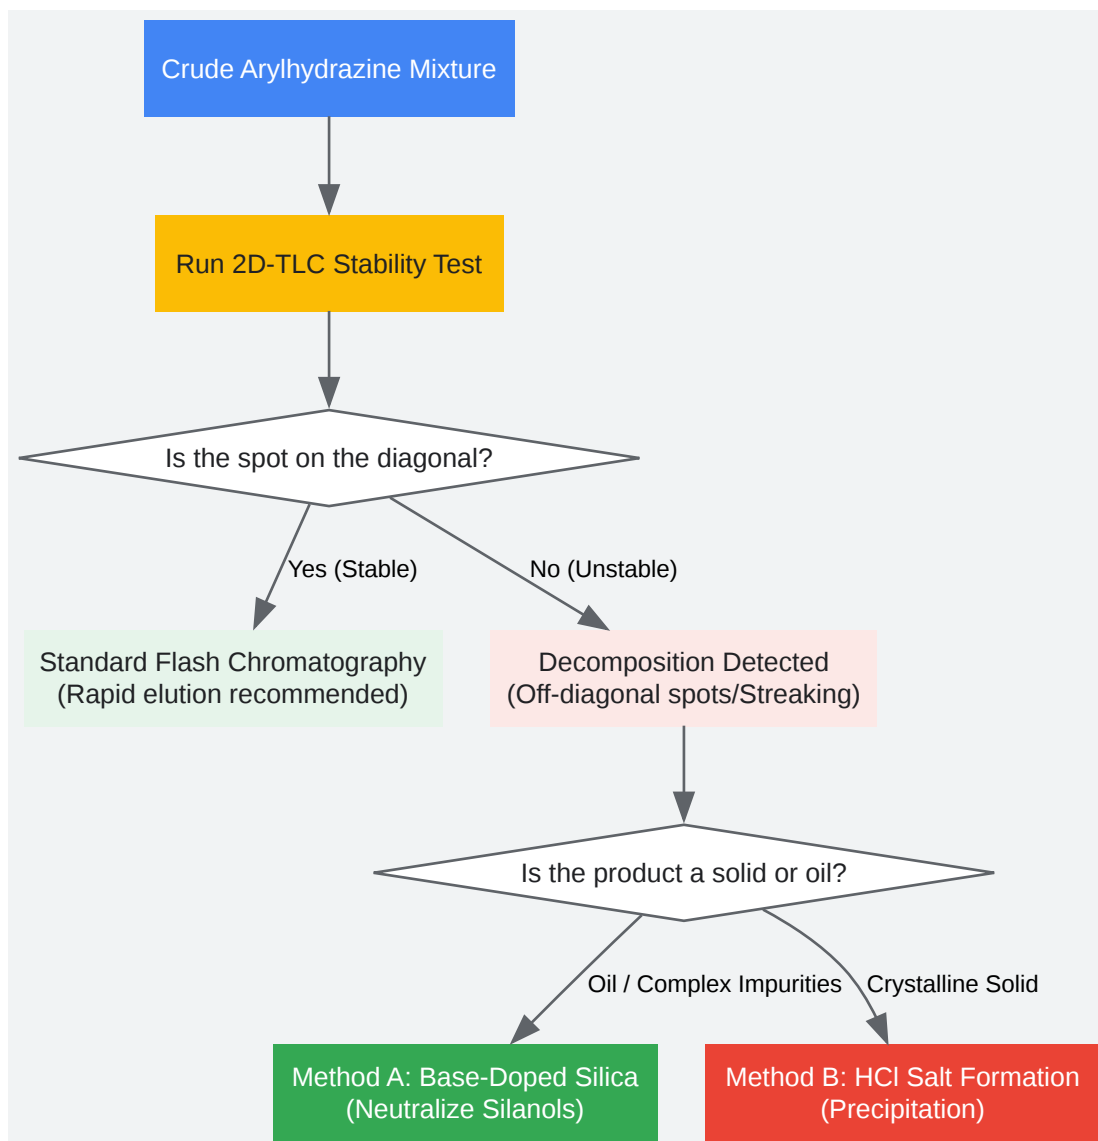 Crude Arylhydrazine Mixture
Run 2D-TLC Stability Test
Is the spot on the diagonal?
Yes (Stable)
No (Unstable)
Standard Flash Chromatography
(Rapid elution recommended)
Decomposition Detected
(Off-diagonal spots/Streaking)
Is the product a solid or oil?
Oil / Complex Impurities
Crystalline Solid
Method A: Base-Doped Silica
(Neutralize Silanols)
Method B: HCl Salt Formation
(Precipitation)